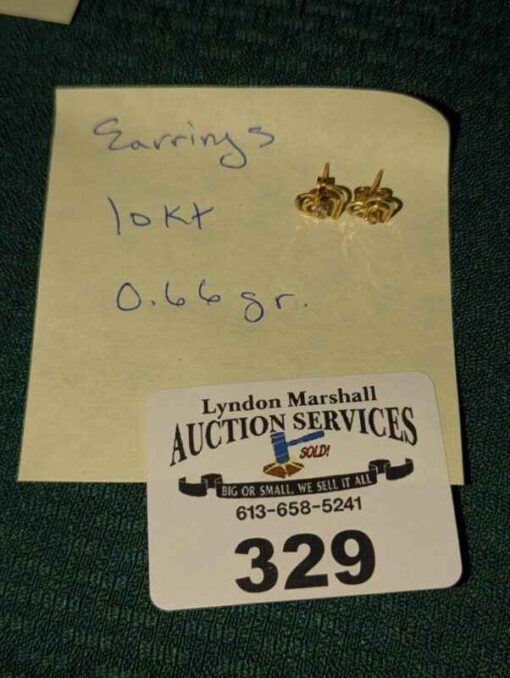 Earrings
10Kt
0.66 gr.
Lyndon Marshall
AUCTION SERVICES
SOLD!
BIG OR SMALL, WE SELL IT ALL
613-658-5241
329